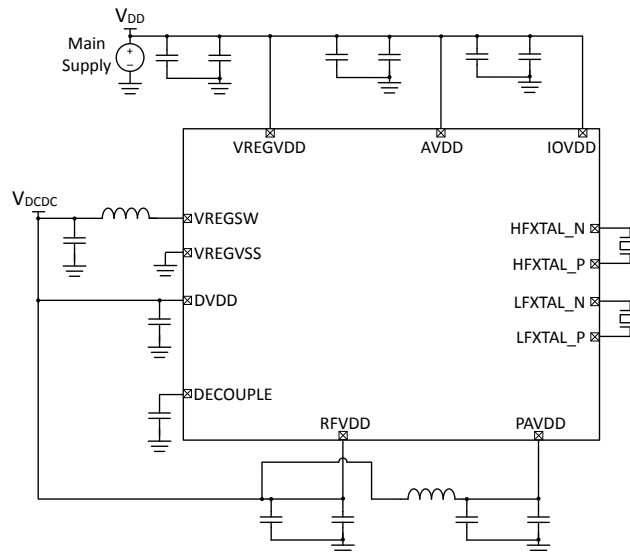 VDD
Main
Supply
+
−
VREGVDD
AVDD
IOVDD
VDCDC
VREGSW
VREGVSS
DVDD
DECOUPLE
HFXTAL_N
HFXTAL_P
LFXTAL_N
LFXTAL_P
RFVDD
PAVDD